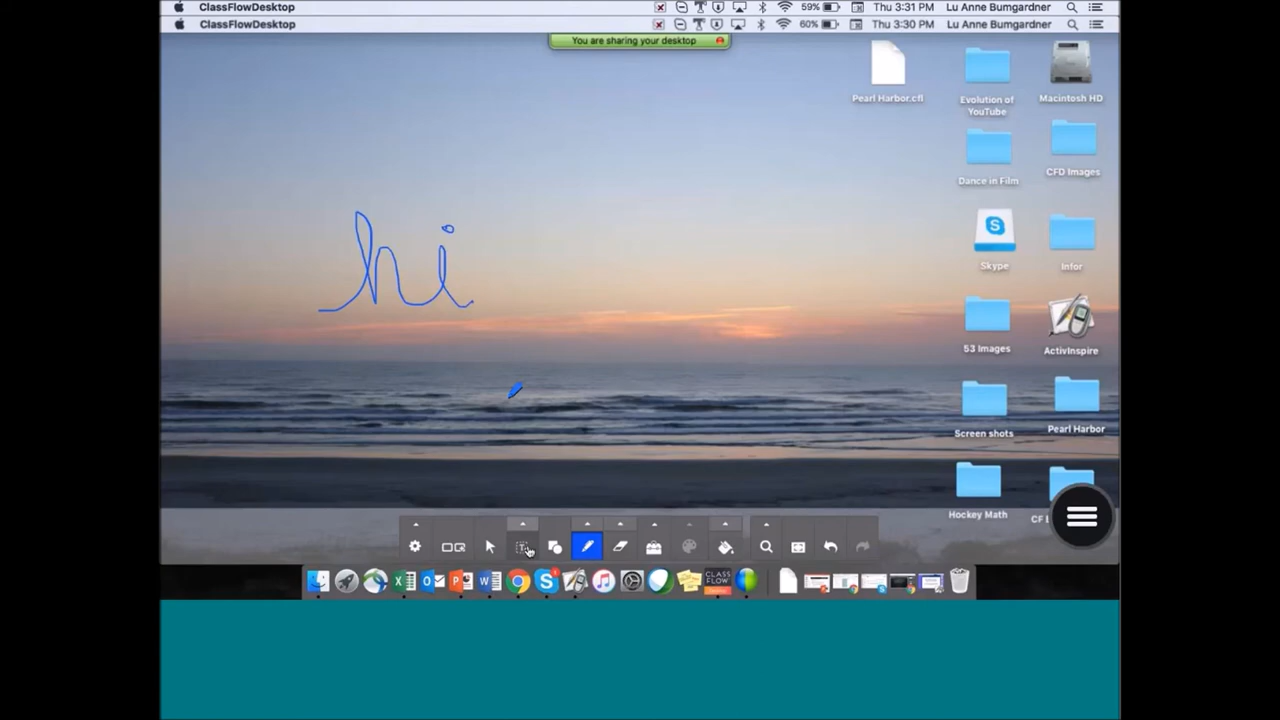 ClassFlowDesktop 59% Thu 3:31 PM Lu Anne Bumgardner
ClassFlowDesktop 60% Thu 3:30 PM Lu Anne Bumgardner
You are sharing your desktop
Pearl Harbor.cfl
Evolution of
YouTube
Macintosh HD
Dance in Film
CFD Images
hi
Skype
Infor
53 Images
ActivInspire
Screen shots
Pearl Harbor
Hockey Math
CLASS
FLOW